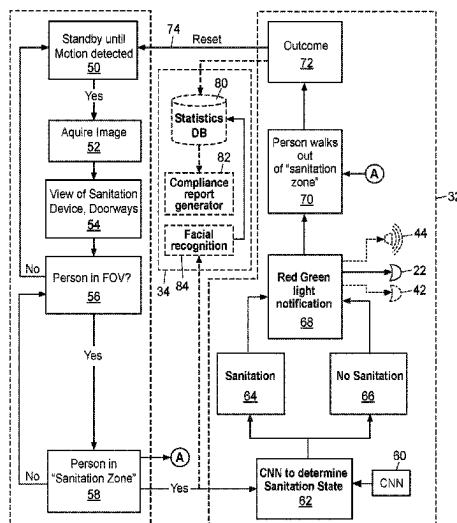 Standby until
Motion detected
50
Yes
Aquire Image
52
View of Sanitation
Device, Doorways
54
No
Person in FOV?
56
Yes
No
Person in
"Sanitation Zone"
58
A
Yes
74
Reset
80
Statistics
DB
82
Compliance
report
generator
Facial
recognition
84
34
Outcome
72
Person walks
out
of "sanitation
zone"
70
A
32
44
Red Green
light
notification
68
22
42
Sanitation
64
No Sanitation
66
CNN to determine
Sanitation State
62
60
CNN